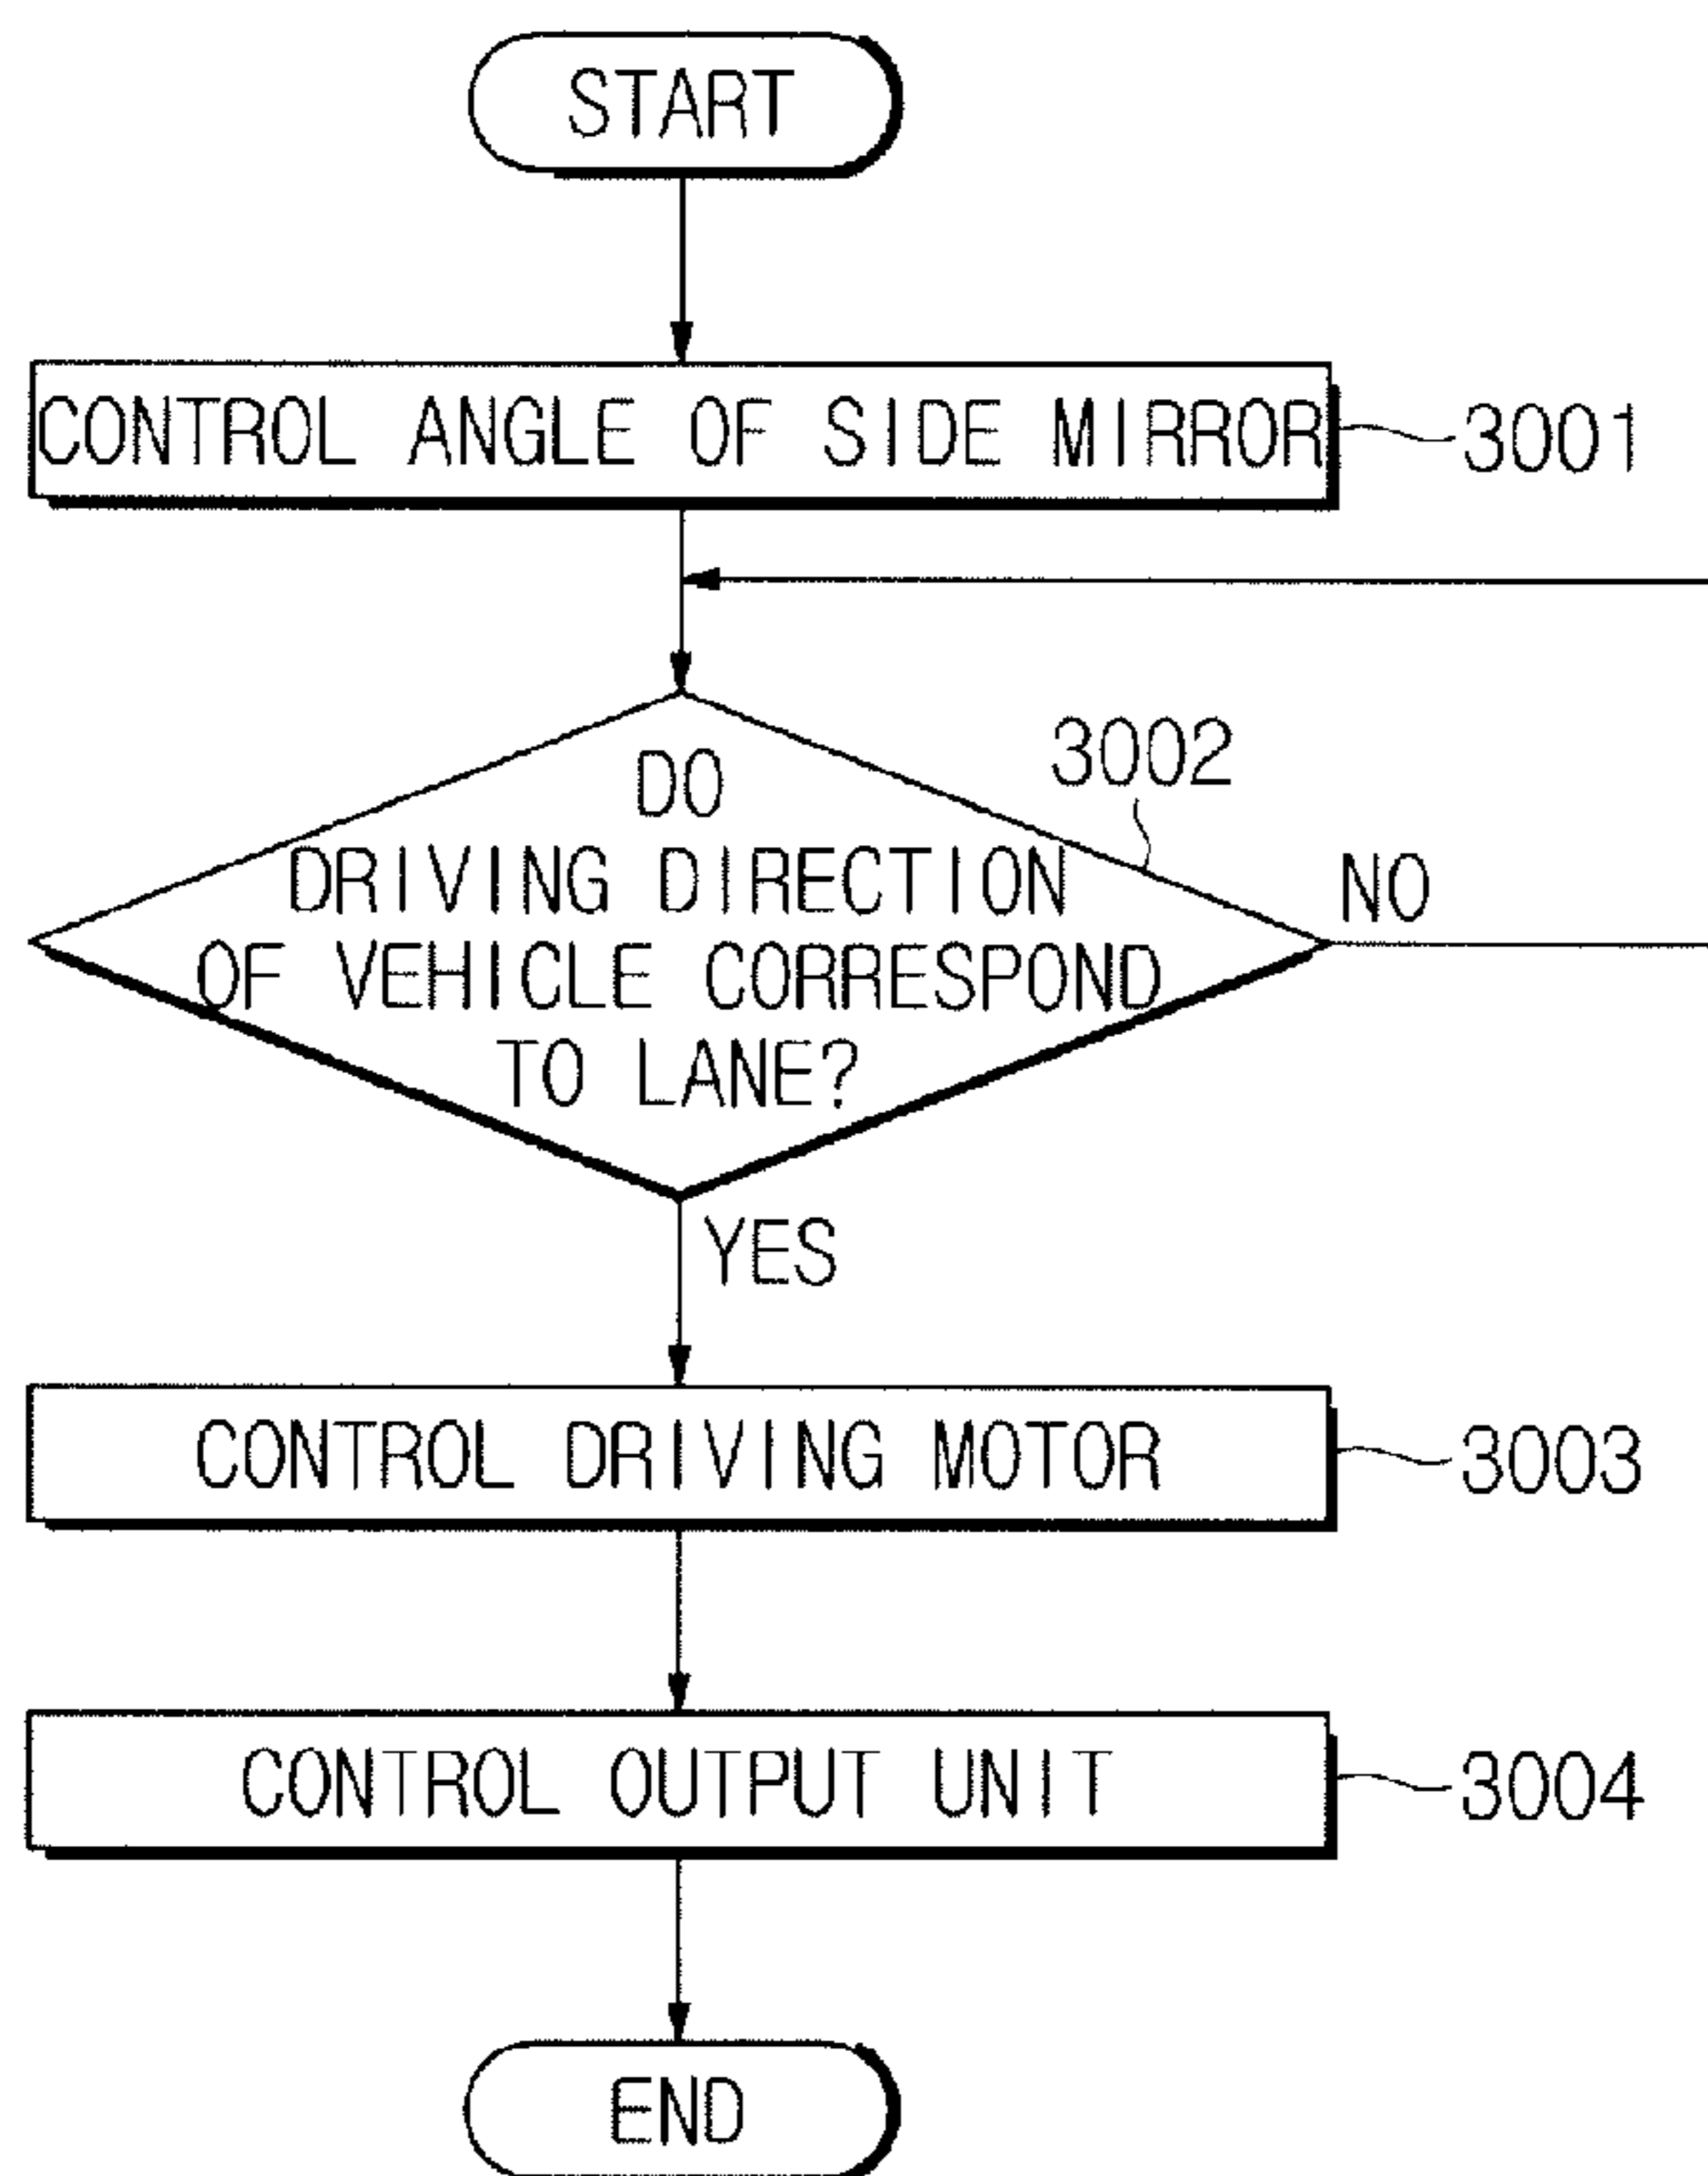 START
CONTROL ANGLE OF SIDE MIRROR
3001
3002
DO
DRIVING DIRECTION
OF VEHICLE CORRESPOND
TO LANE?
NO
YES
CONTROL DRIVING MOTOR
3003
CONTROL OUTPUT UNIT
3004
END